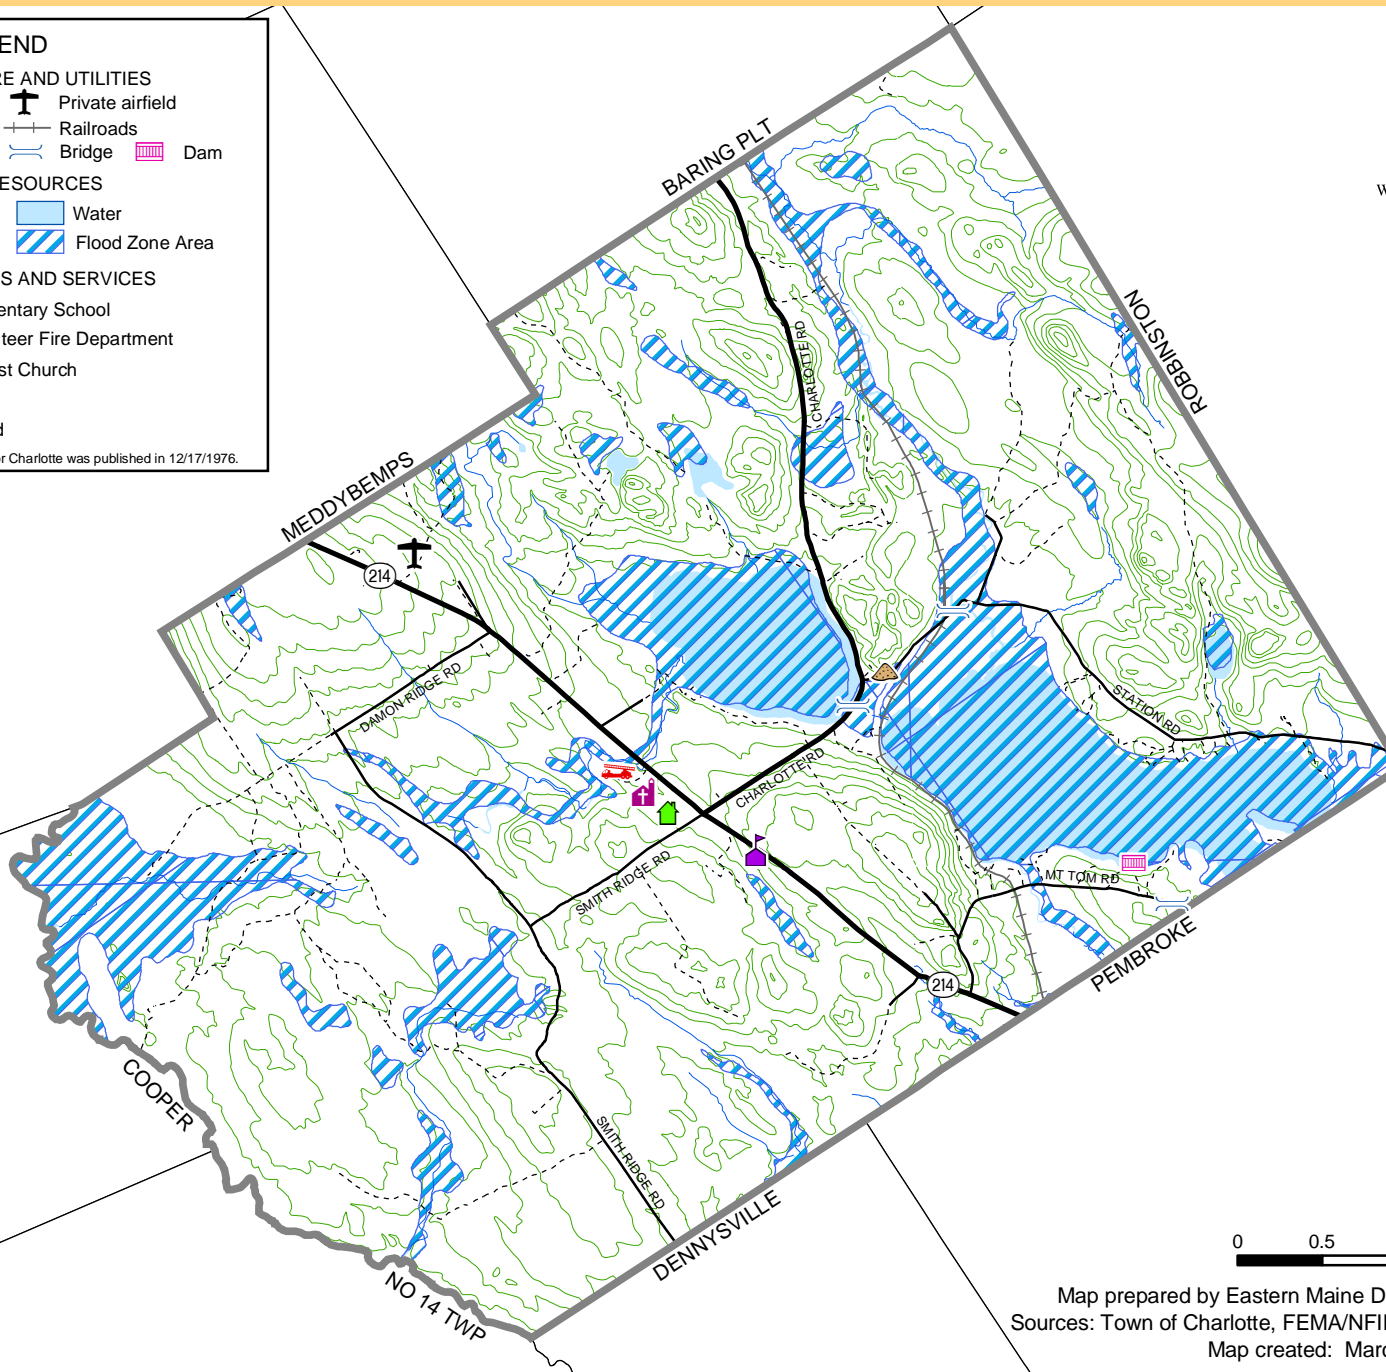 END
RE AND UTILITIES
Private airfield
Railroads
Bridge
Dam
ESOURCES
Water
Flood Zone Area
S AND SERVICES
entary School
teer Fire Department
st Church
d
or Charlotte was published in 12/17/1976.
W
BARING PLT
ROBBINSTON
CHARLOTTE RD
MEDDYBEMPS
214
DAMON RIDGE RD
STATION RD
CHARLOTTE RD
SMITH RIDGE RD
MT TOM RD
PEMBROKE
214
COOPER
SMITH RIDGE RD
DENNYSVILLE
NO 14 TWP
0 0.5
Map prepared by Eastern Maine D
Sources: Town of Charlotte, FEMA/NFI
Map created: Marc